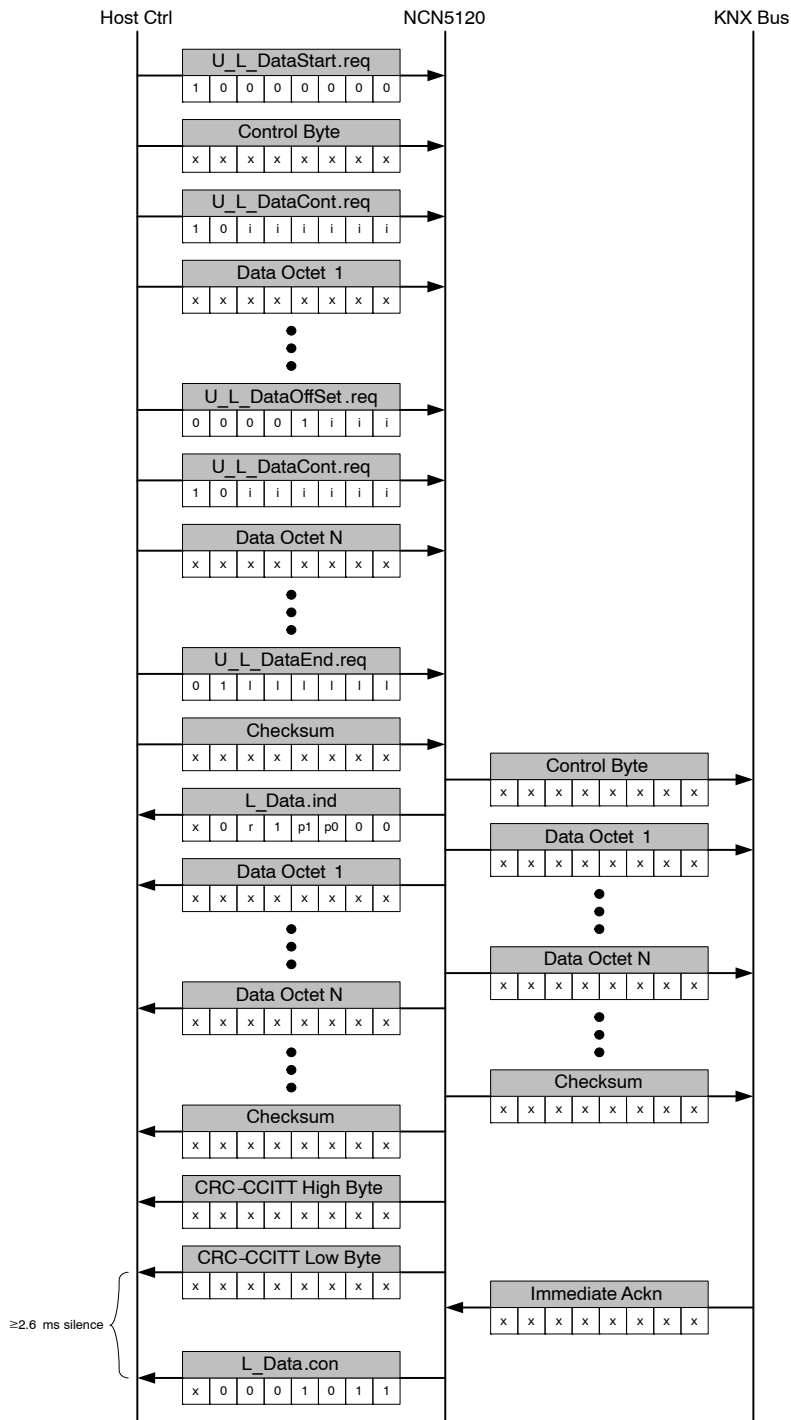 Host Ctrl NCN5120 KNX Bus
U_L_DataStart.req
1 0 0 0 0 0 0 0
Control Byte
x x x x x x x x
U_L_DataCont.req
1 0 i i i i i i
Data Octet 1
x x x x x x x x
U_L_DataOffSet.req
0 0 0 0 1 i i i
U_L_DataCont.req
1 0 i i i i i i
Data Octet N
x x x x x x x x
U_L_DataEnd.req
0 1 l l l l l l
Checksum
x x x x x x x x
Control Byte
x x x x x x x x
L_Data.ind
x 0 r 1 p1 p0 0 0
Data Octet 1
x x x x x x x x
Data Octet 1
x x x x x x x x
Data Octet N
x x x x x x x x
Data Octet N
x x x x x x x x
Checksum
x x x x x x x x
Checksum
x x x x x x x x
CRC-CCITT High Byte
x x x x x x x x
CRC-CCITT Low Byte
x x x x x x x x
Immediate Ackn
x x x x x x x x
≥2.6 ms silence
L_Data.con
x 0 0 0 1 0 1 1